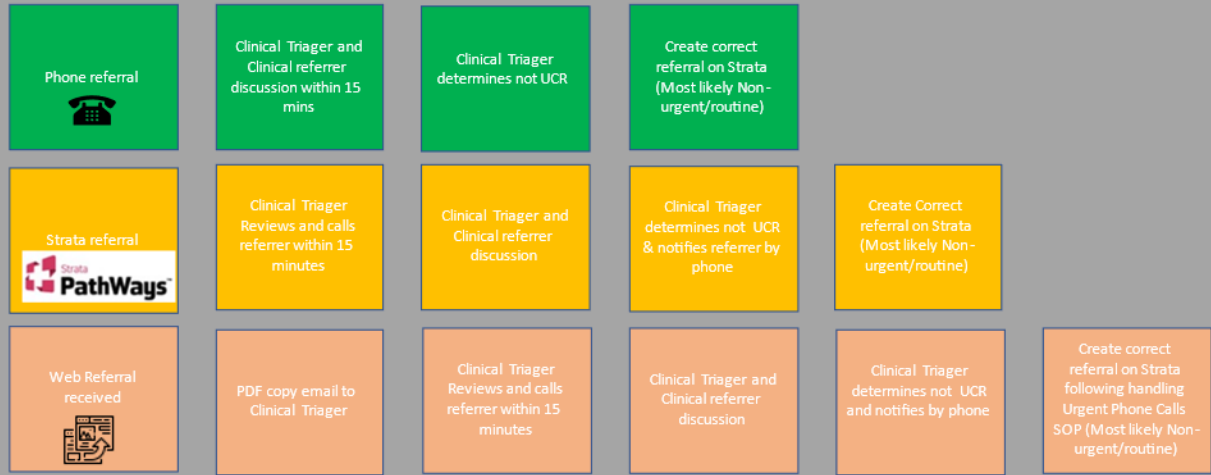 Phone referral
Clinical Triager and
Clinical referrer
discussion within 15
mins
Clinical Triager
determines not UCR
Create correct
referral on Strata
(Most likely Non-
urgent/routine)
Strata referral
Strata
PathWays™
Clinical Triager
Reviews and calls
referrer within 15
minutes
Clinical Triager and
Clinical referrer
discussion
Clinical Triager
determines not UCR
& notifies referrer by
phone
Create Correct
referral on Strata
(Most likely Non-
urgent/routine)
Web Referral
received
PDF copy email to
Clinical Triager
Clinical Triager
Reviews and calls
referrer within 15
minutes
Clinical Triager and
Clinical referrer
discussion
Clinical Triager
determines not UCR
and notifies by phone
Create correct
referral on Strata
following handling
Urgent Phone Calls
SOP (Most likely Non-
urgent/routine)